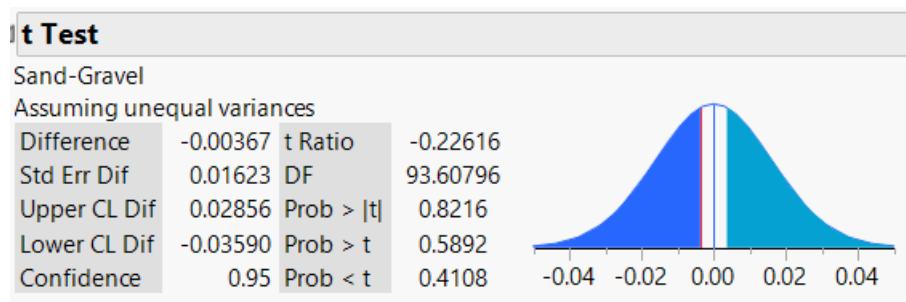 t Test
Sand-Gravel
Assuming unequal variances
Difference -0.00367 t Ratio -0.22616
Std Err Dif 0.01623 DF 93.60796
Upper CL Dif 0.02856 Prob > |t| 0.8216
Lower CL Dif -0.03590 Prob > t 0.5892
Confidence 0.95 Prob < t 0.4108
-0.04 -0.02 0.00 0.02 0.04